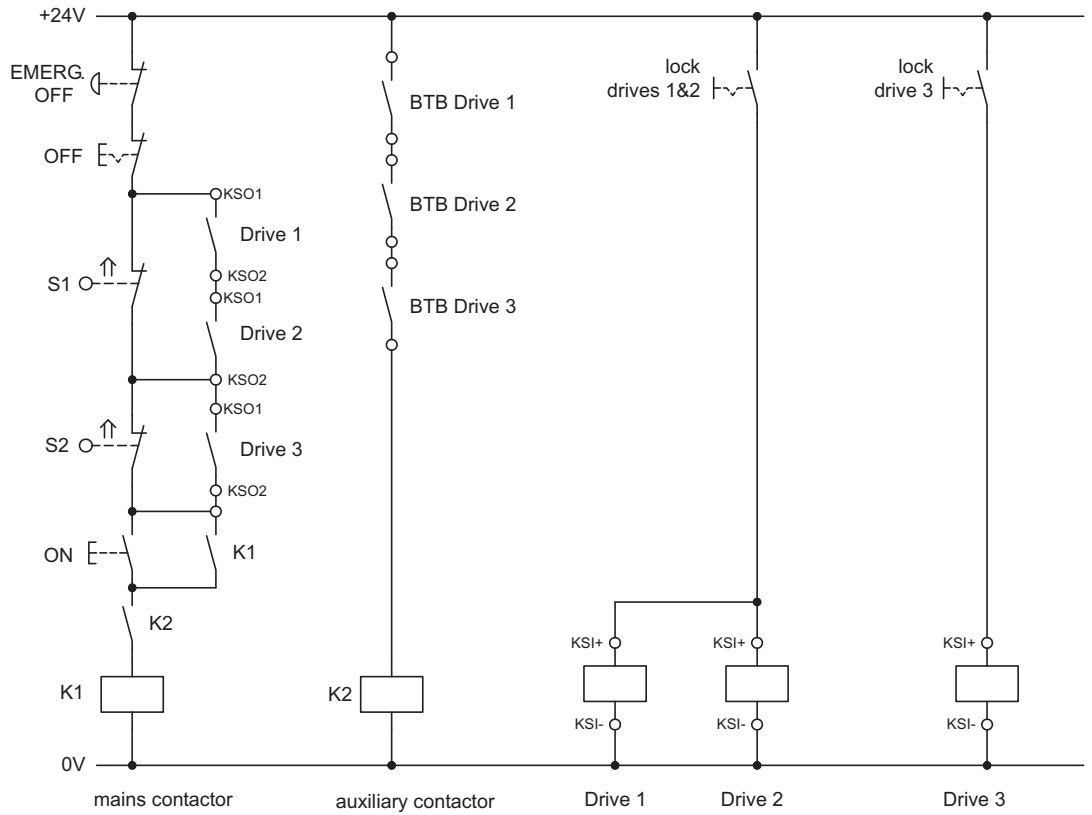 +24V
EMERG.
OFF
OFF
KSO1
Drive 1
S1
KSO2
KSO1
Drive 2
KSO2
KSO1
S2
Drive 3
KSO2
ON
K1
K2
K1
0V
mains contactor
BTB Drive 1
BTB Drive 2
BTB Drive 3
K2
auxiliary contactor
lock
drives 1&2
KSI+
KSI-
Drive 1
KSI+
KSI-
Drive 2
lock
drive 3
KSI+
KSI-
Drive 3